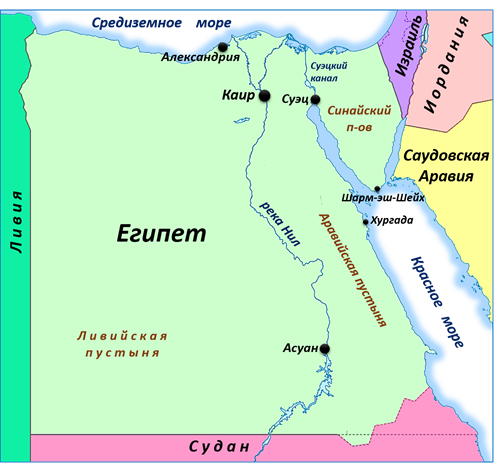 Средиземное море
Александрия
Суэцкий
канал
Израиль
Иордания
Каир
Суэц
Синайский
п-ов
Саудовская
Аравия
Шарм-эш-Шейх
Хургада
Ливия
Египет
река Нил
Аравийская пустыня
Красное море
Ливийская
пустыня
Асуан
Судан